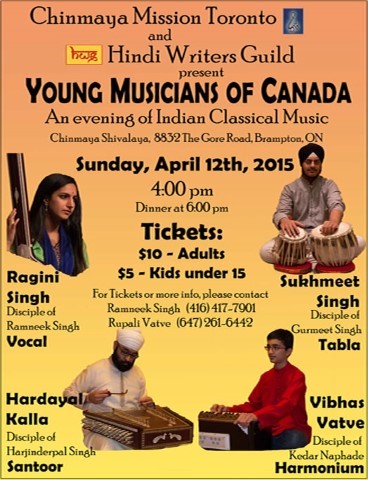 Chinmaya Mission Toronto
and
hwg Hindi Writers Guild
present
YOUNG MUSICIANS OF CANADA
An evening of Indian Classical Music
Chinmaya Shivalaya, 8832 The Gore Road, Brampton, ON
Sunday, April 12th, 2015
4:00 pm
Dinner at 6:00 pm
Tickets:
$10 - Adults
$5 - Kids under 15
For Tickets or more info, please contact
Ramneek Singh (416) 417-7901
Rupali Vatve (647) 261-6442
Ragini
Singh
Disciple of
Ramneek Singh
Vocal
Sukhmeet
Singh
Disciple of
Gurmeet Singh
Tabla
Hardayal
Kalla
Disciple of
Harjinderpal Singh
Santoor
Vibhas
Vatve
Disciple of
Kedar Naphade
Harmonium